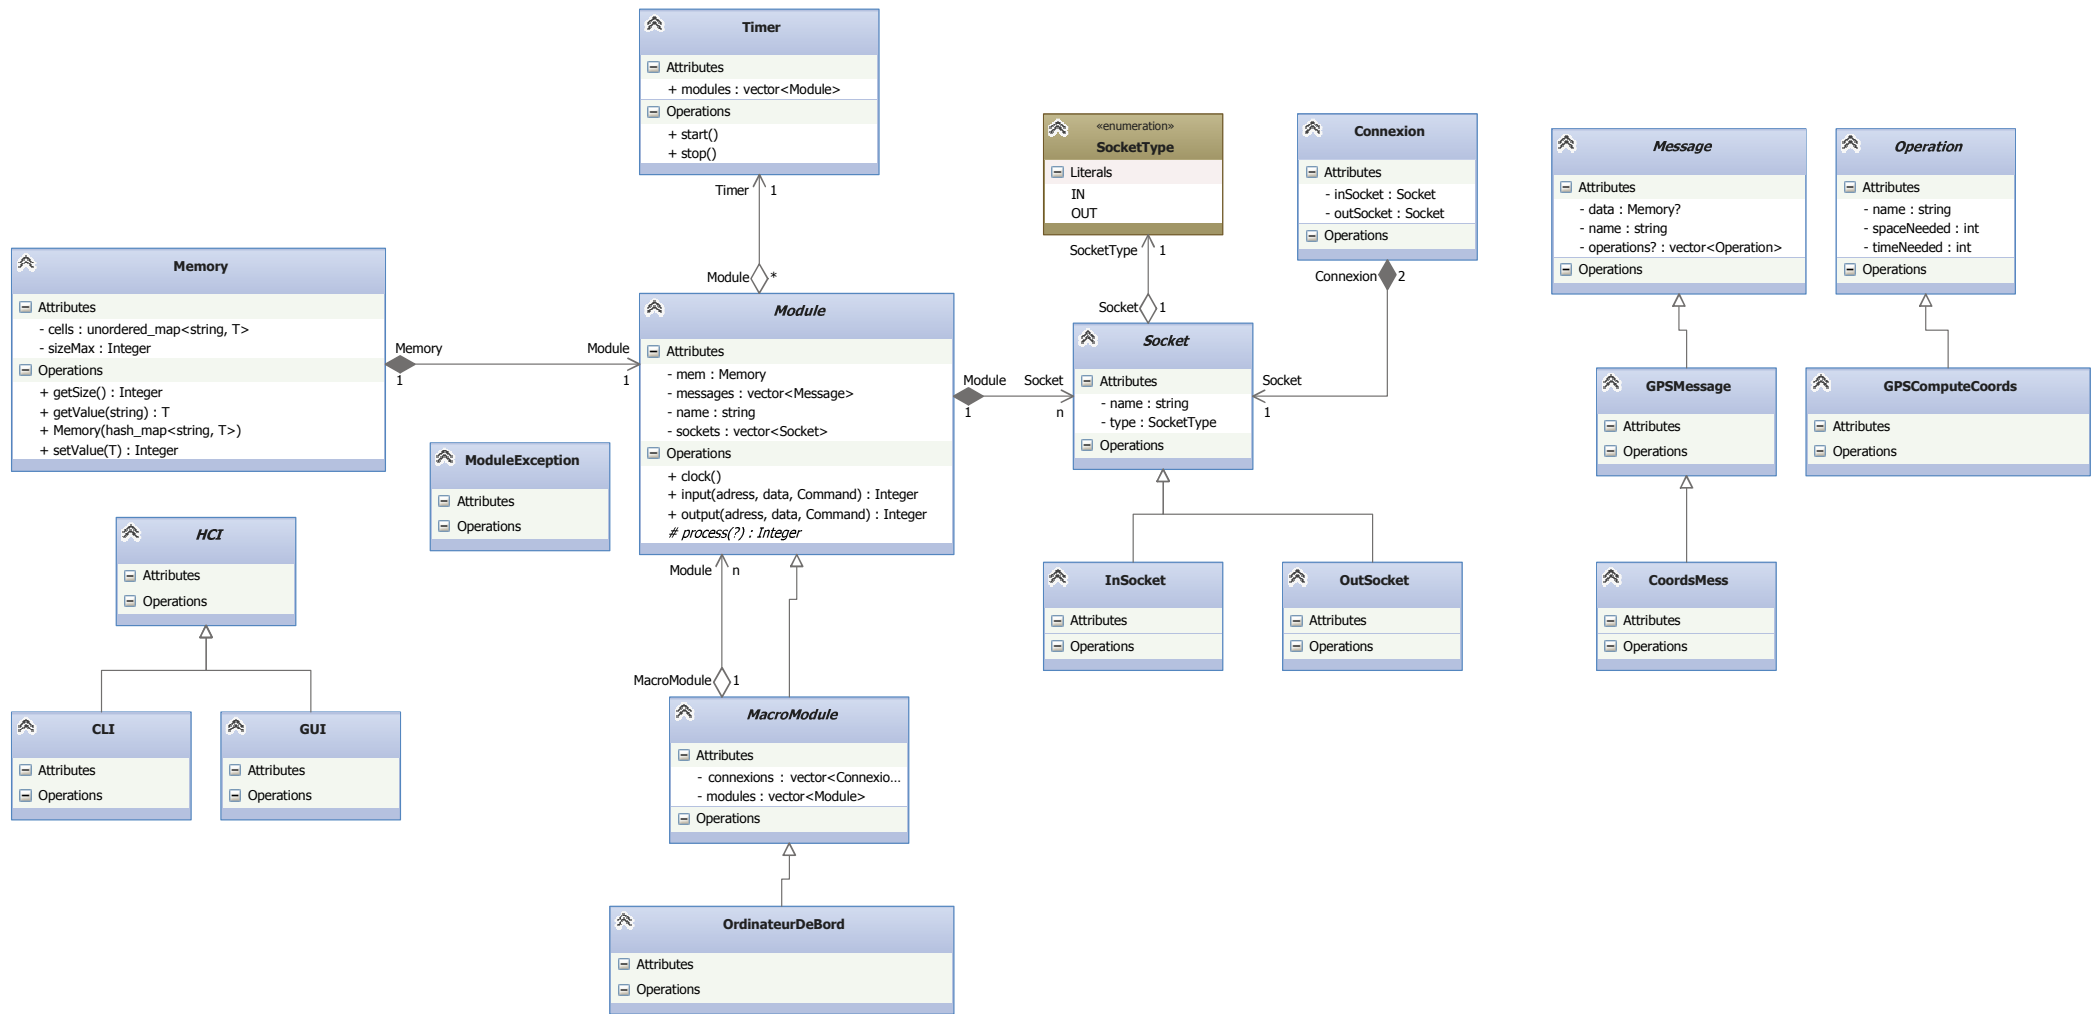 Timer
Attributes
+ modules : vector<Module>
Operations
+ start()
+ stop()
Timer
1
Module
*
Memory
Attributes
- cells : unordered_map<string, T>
- sizeMax : Integer
Operations
+ getSize() : Integer
+ getValue(string) : T
+ Memory(hash_map<string, T>)
+ setValue(T) : Integer
Memory
1
Module
1
Module
Attributes
- mem : Memory
- messages : vector<Message>
- name : string
- sockets : vector<Socket>
Operations
+ clock()
+ input(adress, data, Command) : Integer
+ output(adress, data, Command) : Integer
# process(?) : Integer
Module
1
Socket
n
«enumeration»
SocketType
Literals
IN
OUT
SocketType
1
Socket
1
Connexion
Attributes
- inSocket : Socket
- outSocket : Socket
Operations
Connexion
2
Socket
1
Socket
Attributes
- name : string
- type : SocketType
Operations
InSocket
Attributes
Operations
OutSocket
Attributes
Operations
Message
Attributes
- data : Memory?
- name : string
- operations? : vector<Operation>
Operations
Operation
Attributes
- name : string
- spaceNeeded : int
- timeNeeded : int
Operations
GPSMessage
Attributes
Operations
GPSComputeCoords
Attributes
Operations
CoordsMess
Attributes
Operations
ModuleException
Attributes
Operations
HCI
Attributes
Operations
CLI
Attributes
Operations
GUI
Attributes
Operations
Module
n
MacroModule
1
MacroModule
Attributes
- connexions : vector<Connexio...
- modules : vector<Module>
Operations
OrdinateurDeBord
Attributes
Operations